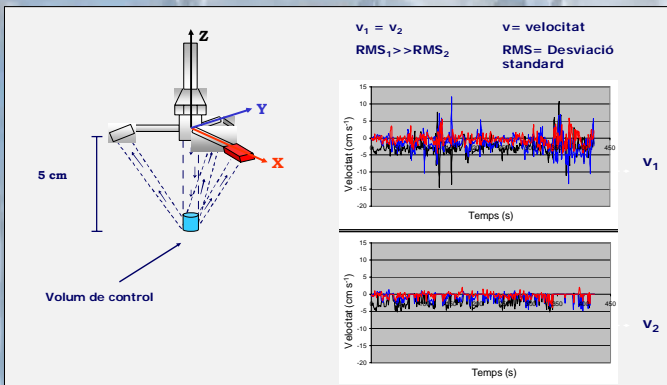 v1 = v2
v= velocitat
RMS1>>RMS2
RMS= Desviació
standard
Z
Y
X
5 cm
Volum de control
Velocitat (cm s-1)
15
10
5
0
-5
-10
-15
-20
450
Temps (s)
v1
Velocitat (cm s-1)
15
10
5
0
-5
-10
-15
-20
450
Temps (s)
v2